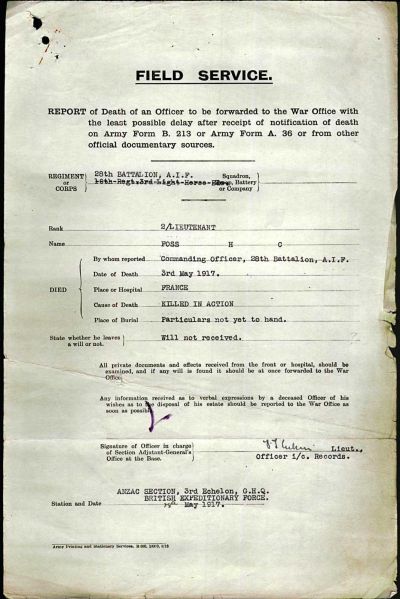 FIELD SERVICE.
REPORT of Death of an Officer to be forwarded to the War Office with
the least possible delay after receipt of notification of death
on Army Form B. 213 or Army Form A. 36 or from other
official documentary sources.
REGIMENT or CORPS } 28th BATTALION, A.I.F. Squadron, Troop, Battery or Company }
Rank 2/LIEUTENANT
Name FOSS H C
DIED
By whom reported Commanding Officer, 28th Battalion, A.I.F.
Date of Death 3rd May 1917.
Place or Hospital FRANCE
Cause of Death KILLED IN ACTION
Place of Burial Particulars not yet to hand.
State whether he leaves
a will or not. } Will not received.
All private documents and effects received from the front or hospital, should be
examined, and if any will is found it should be at once forwarded to the War
Office.
Any information received as to verbal expressions by a deceased Officer of his
wishes as to the disposal of his estate should be reported to the War Office as
soon as possible.
Signature of Officer in charge
of Section Adjutant-General's
Office at the Base. } Lieut.,
Officer i/c. Records.
ANZAC SECTION, 3rd Echelon, G.H.Q.
BRITISH EXPEDITIONARY FORCE.
Station and Date May 1917.
Army Printing and Stationery Services.